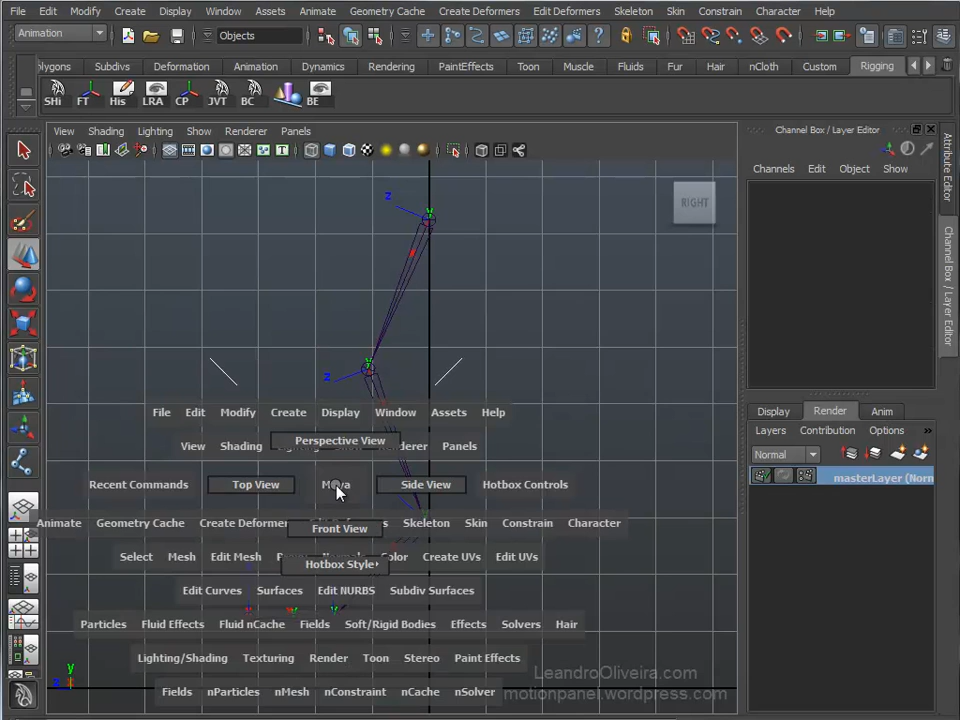 File Edit Modify Create Display Window Assets Animate Geometry Cache Create Deformers Edit Deformers Skeleton Skin Constrain Character Help
Animation Objects
Polygons Subdivs Deformation Animation Dynamics Rendering PaintEffects Toon Muscle Fluids Fur Hair nCloth Custom Rigging
SHi FT His LRA CP JVT BC BE
View Shading Lighting Show Renderer Panels
Channel Box / Layer Editor
Channels Edit Object Show
Attribute Editor
Channel Box / Layer Editor
RIGHT
z
y
z
y
File Edit Modify Create Display Window Assets Help
View Shading Perspective View Panels
Recent Commands Top View Maya Side View Hotbox Controls
Animate Geometry Cache Front View Skeleton Skin Constrain Character
Select Mesh Edit Mesh Color Create UVs Edit UVs
Hotbox Style
Edit Curves Surfaces Edit NURBS Subdiv Surfaces
Particles Fluid Effects Fluid nCache Fields Soft/Rigid Bodies Effects Solvers Hair
Lighting/Shading Texturing Render Toon Stereo Paint Effects
Fields nParticles nMesh nConstraint nCache nSolver
y
z
LeandroOliveira.com
motionpanel.wordpress.com
Display Render Anim
Layers Contribution Options
Normal
masterLayer (Norn